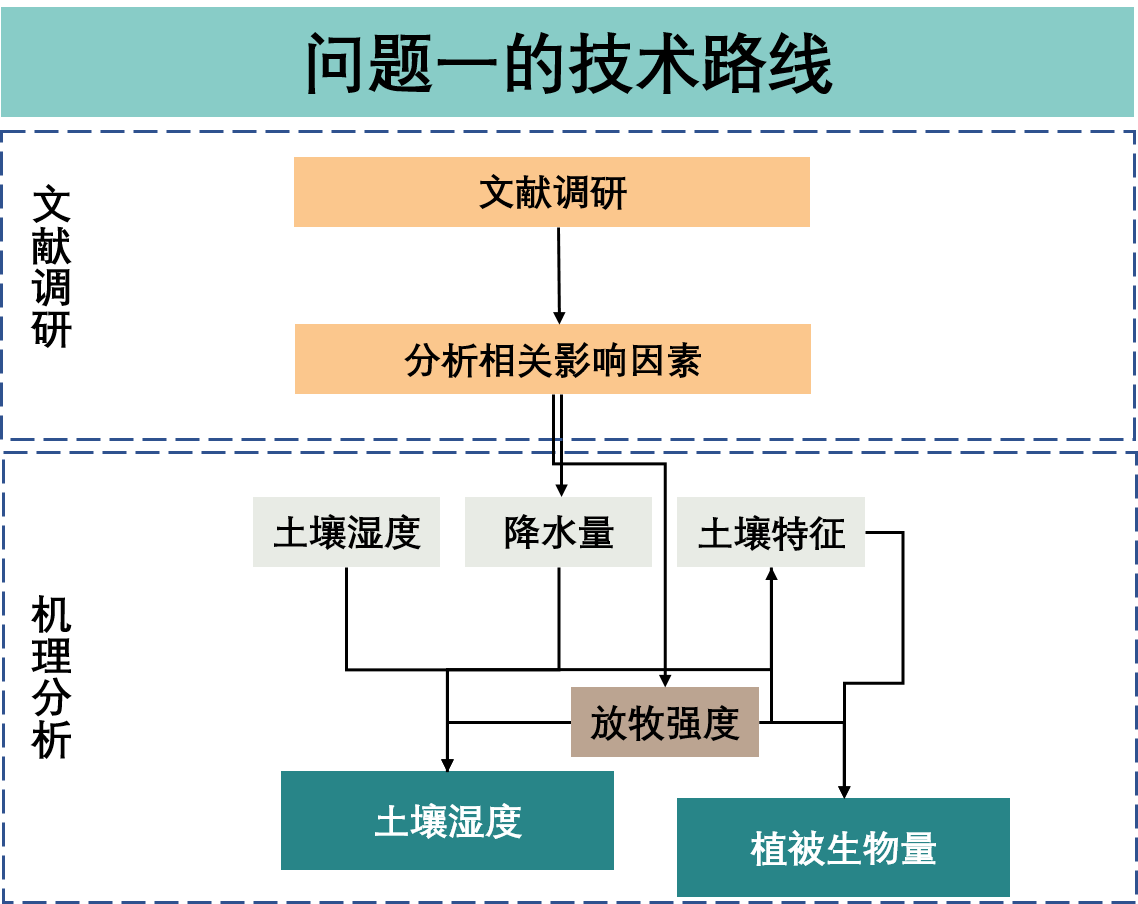 问题一的技术路线
文献调研
文献调研
分析相关影响因素
机理分析
土壤湿度
降水量
土壤特征
放牧强度
土壤湿度
植被生物量